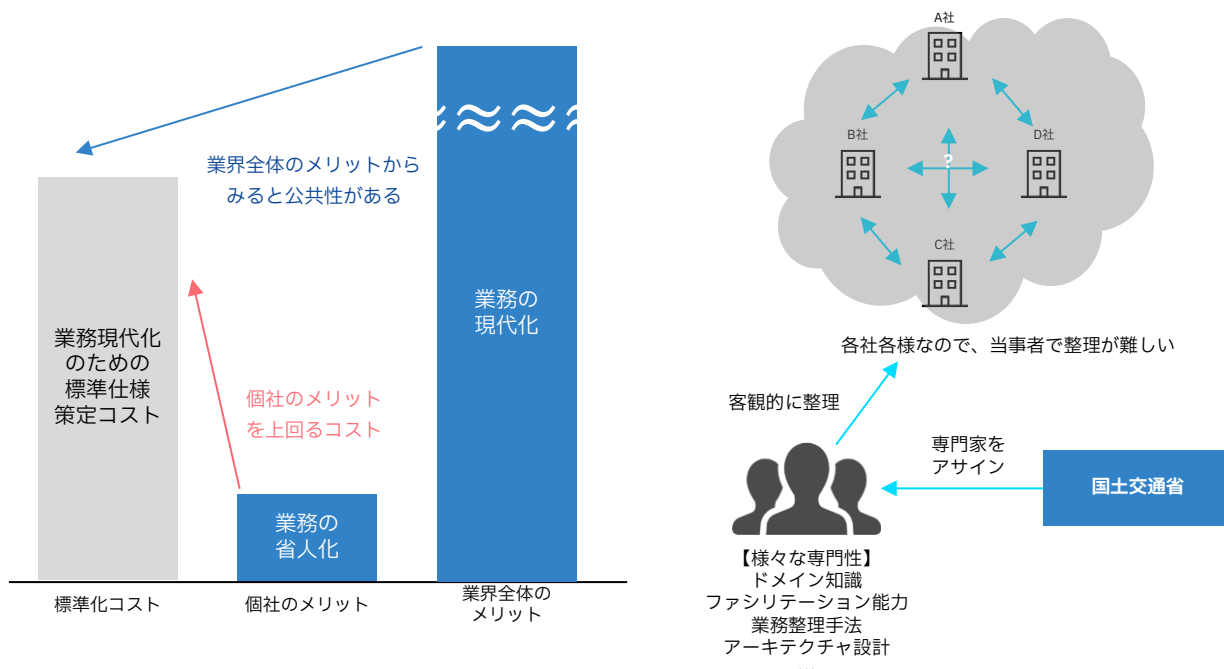 業界全体のメリットから
みると公共性がある
業務現代化
のための
標準仕様
策定コスト
個社のメリット
を上回るコスト
業務の
省人化
業務の
現代化
標準化コスト
個社のメリット
業界全体の
メリット
A社
B社
D社
?
C社
各社各様なので、当事者で整理が難しい
客観的に整理
専門家を
アサイン
国土交通省
【様々な専門性】
ドメイン知識
ファシリテーション能力
業務整理手法
アーキテクチャ設計